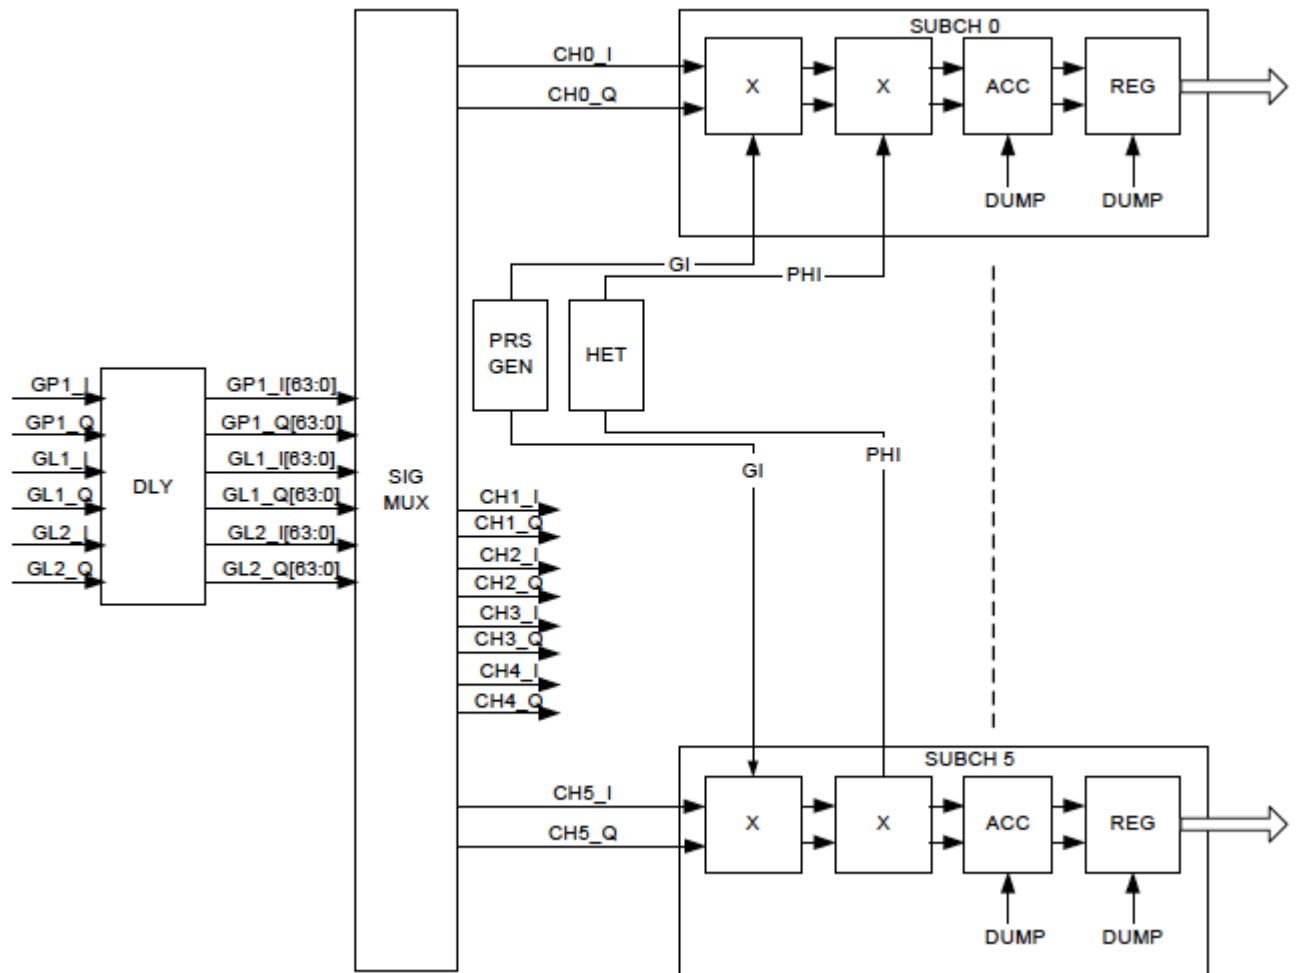 SUBCH 0
CH0_I
CH0_Q
X
X
ACC
REG
DUMP
DUMP
GI
PHI
PRS
GEN
HET
GP1_I
GP1_Q
GL1_I
GL1_Q
GL2_I
GL2_Q
DLY
GP1_I[63:0]
GP1_Q[63:0]
GL1_I[63:0]
GL1_Q[63:0]
GL2_I[63:0]
GL2_Q[63:0]
SIG
MUX
GI
PHI
CH1_I
CH1_Q
CH2_I
CH2_Q
CH3_I
CH3_Q
CH4_I
CH4_Q
SUBCH 5
CH5_I
CH5_Q
X
X
ACC
REG
DUMP
DUMP